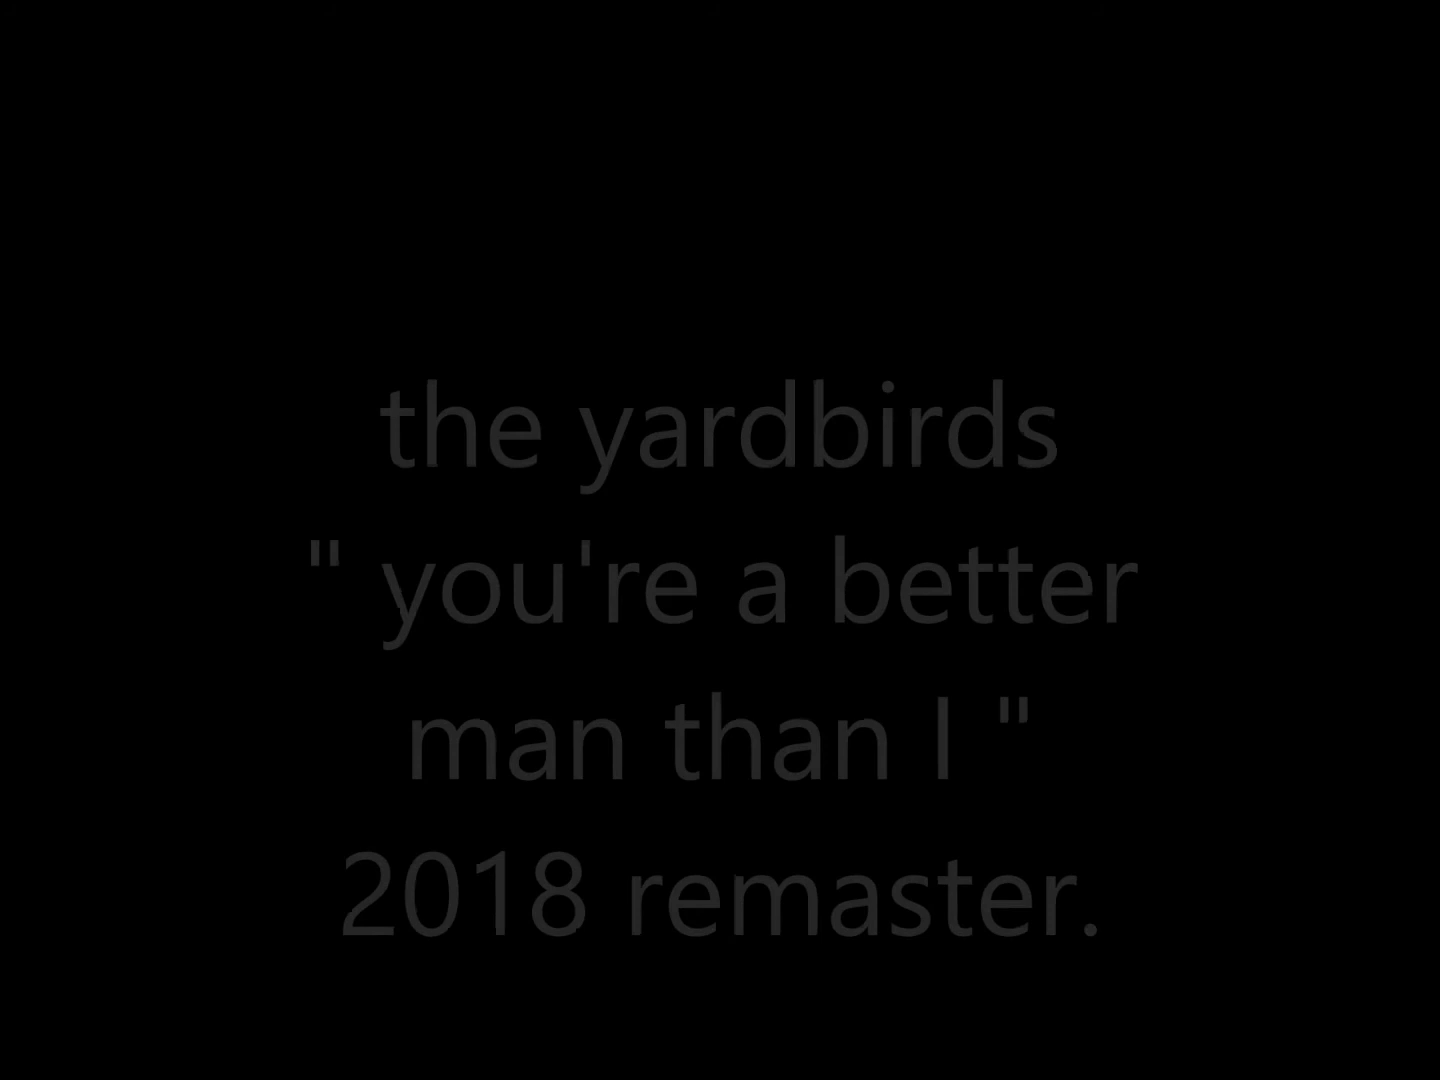 the yardbirds
" you're a better
man than I "
2018 remaster.